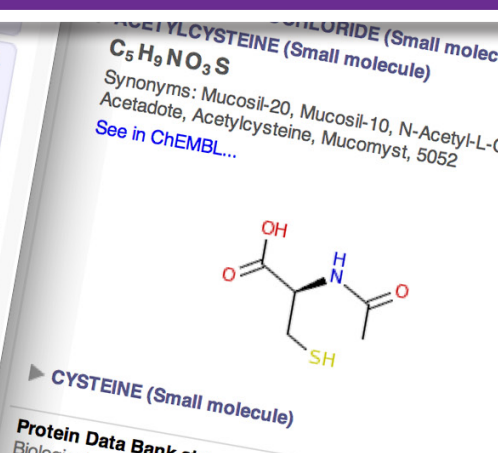 CHLORIDE (Small molec
ACETYLCYSTEINE (Small molecule)
C5H9NO3S
Synonyms: Mucosil-20, Mucosil-10, N-Acetyl-L-C
Acetadote, Acetylcysteine, Mucomyst, 5052
See in ChEMBL...
OH
O
H
N
O
SH
CYSTEINE (Small molecule)
Protein Data Bank